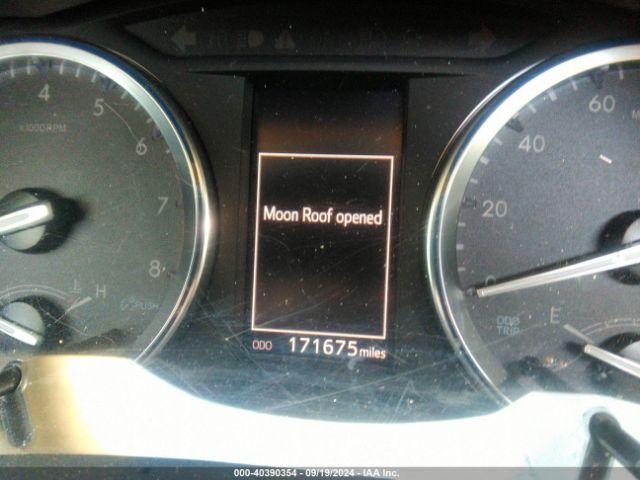 4
5
6
7
8
x1000RPM
H
PUSH
Moon Roof opened
ODO 171675 miles
60
40
20
0
ODO
TRIP
E
000-40390354 - 09/19/2024 - IAA Inc.